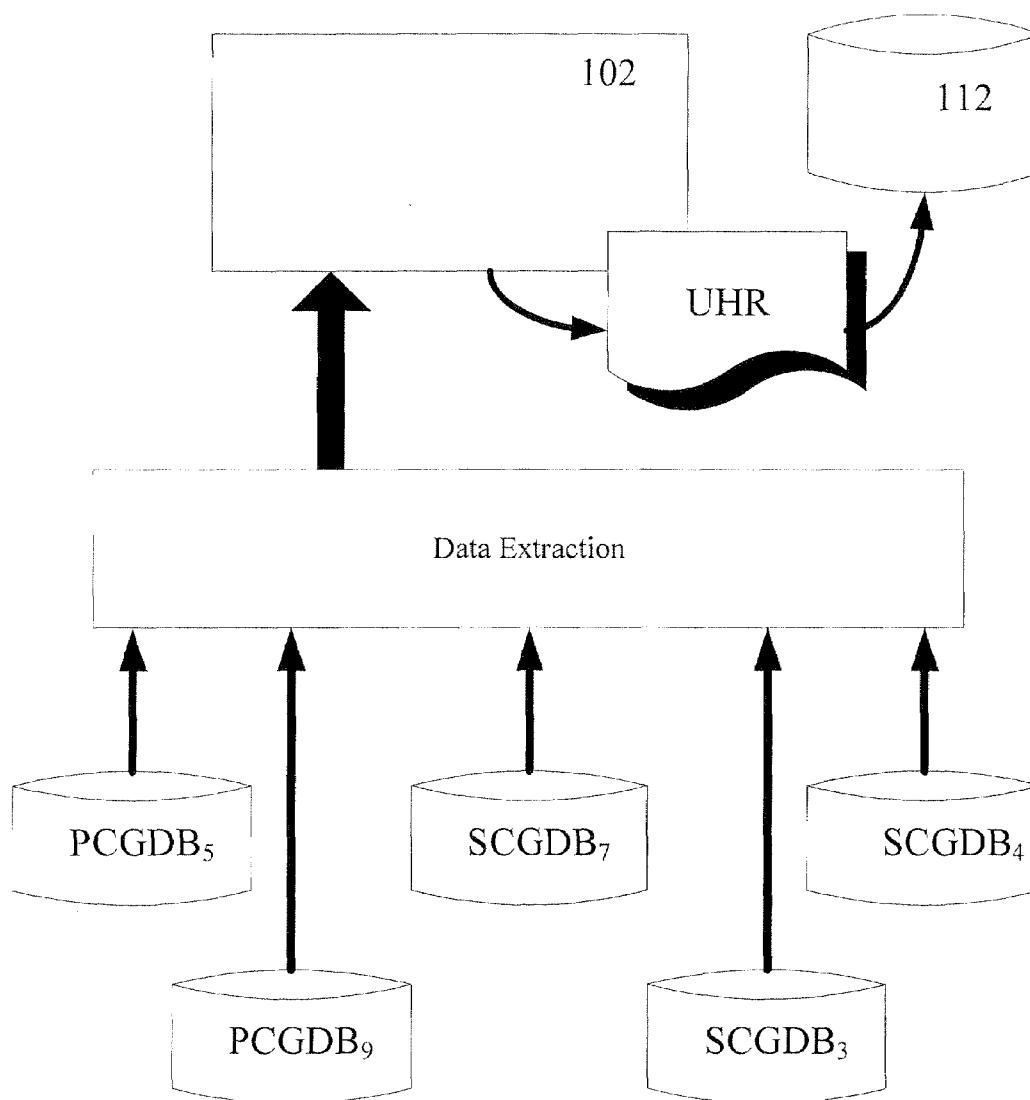 102
112
UHR
Data Extraction
PCGDB₅
SCGDB₇
SCGDB₄
PCGDB₉
SCGDB₃